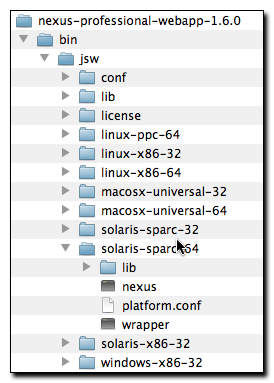 nexus-professional-webapp-1.6.0
bin
jsw
conf
lib
license
linux-ppc-64
linux-x86-32
linux-x86-64
macosx-universal-32
macosx-universal-64
solaris-sparc-32
solaris-sparc-64
lib
nexus
platform.conf
wrapper
solaris-x86-32
windows-x86-32